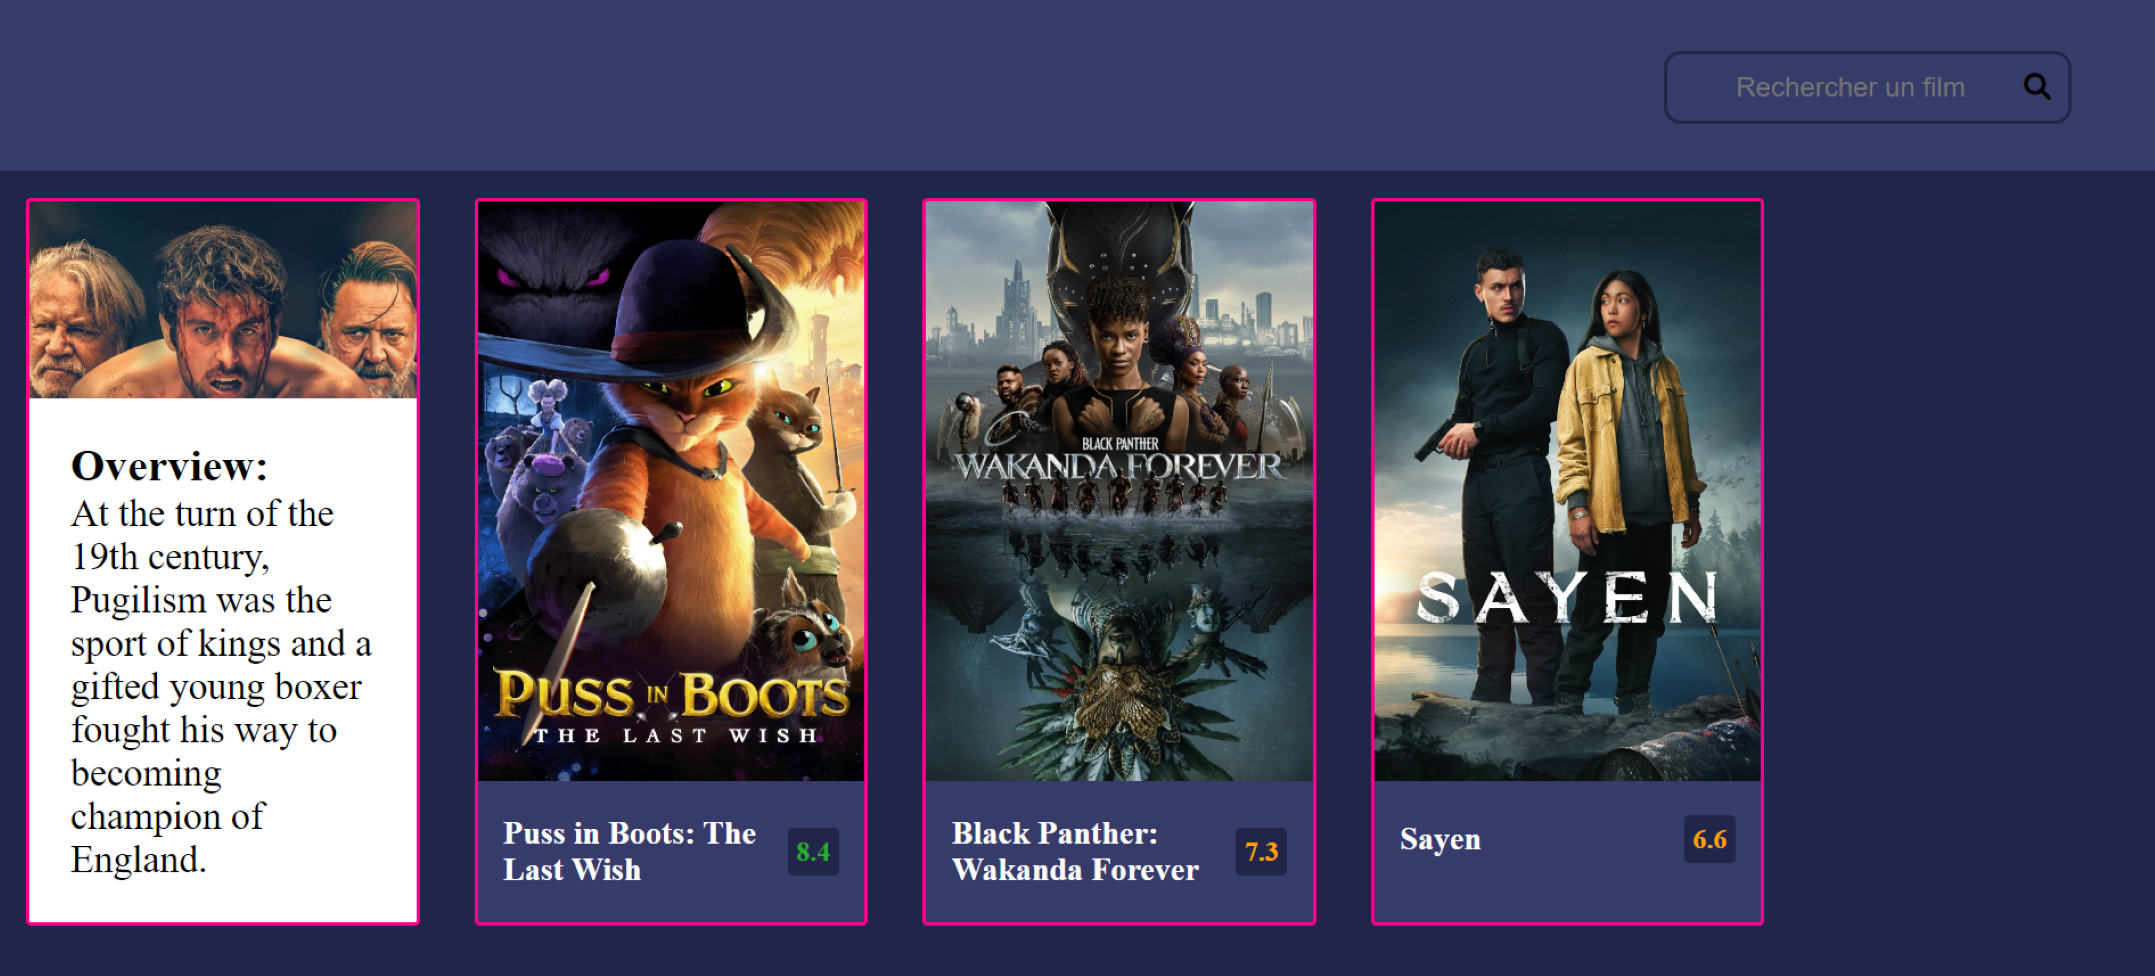 Rechercher un film
Overview:
At the turn of the
19th century,
Pugilism was the
sport of kings and a
gifted young boxer
fought his way to
becoming
champion of
England.
PUSS IN BOOTS
THE LAST WISH
Puss in Boots: The
Last Wish
8.4
BLACK PANTHER
WAKANDA FOREVER
Black Panther:
Wakanda Forever
7.3
SAYEN
Sayen
6.6